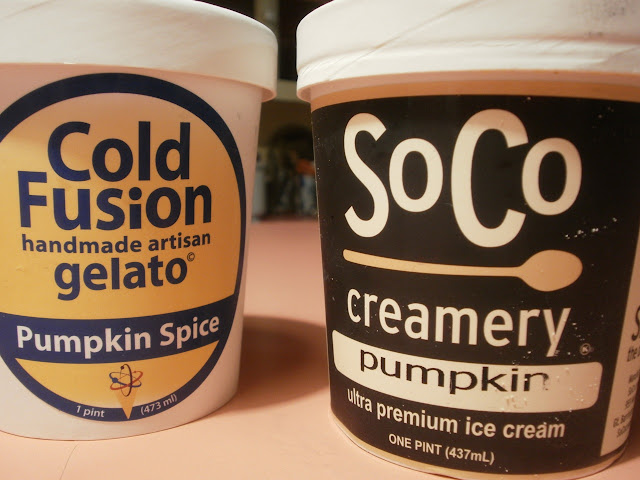 Cold
Fusion
handmade artisan
gelato©
Pumpkin Spice
1 pint (473 ml)
SoCo
creamery®
pumpkin
ultra premium ice cream
ONE PINT (437mL)